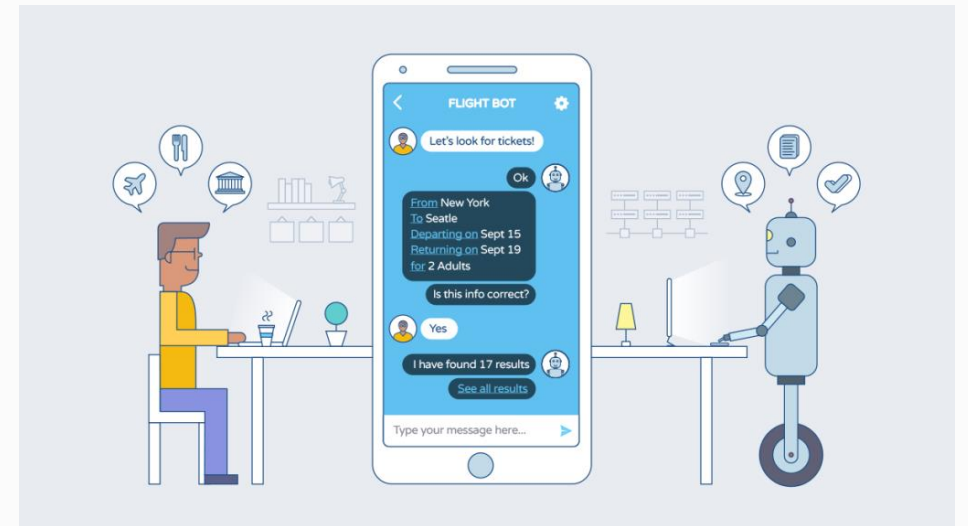 FLIGHT BOT
Let's look for tickets!
Ok
From New York
To Seatle
Departing on Sept 15
Returning on Sept 19
for 2 Adults
Is this info correct?
Yes
I have found 17 results
See all results
Type your message here...